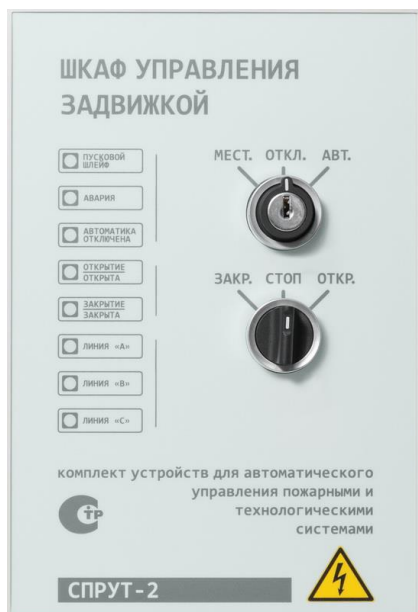 ШКАФ УПРАВЛЕНИЯ
ЗАДВИЖКОЙ
ПУСКОВОЙ
ШЛЕЙФ
АВАРИЯ
АВТОМАТИКА
ОТКЛЮЧЕНА
ОТКРЫТИЕ
ОТКРЫТА
ЗАКРЫТИЕ
ЗАКРЫТА
ЛИНИЯ «А»
ЛИНИЯ «В»
ЛИНИЯ «С»
МЕСТ. ОТКЛ. АВТ.
ЗАКР. СТОП ОТКР.
комплект устройств для автоматического
управления пожарными и
технологическими
системами
СТР
СПРУТ-2